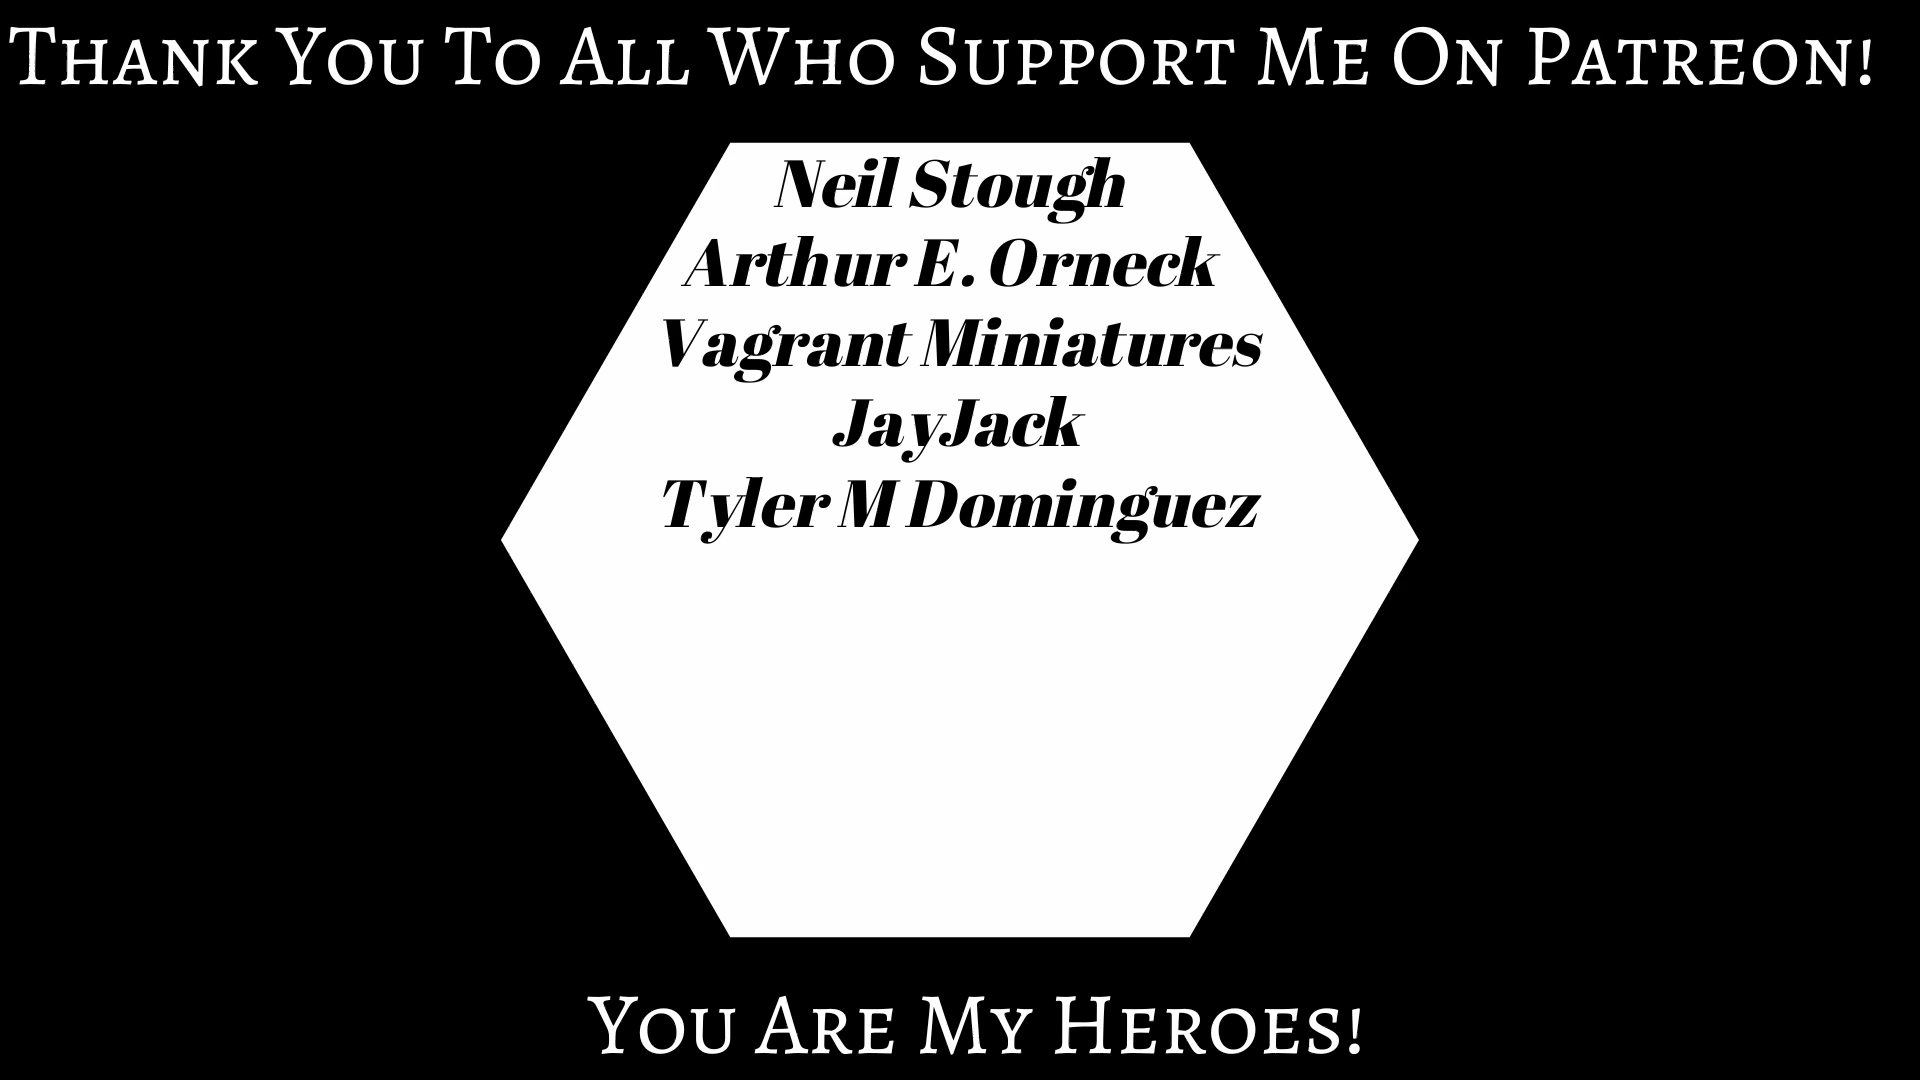 Thank You To All Who Support Me On Patreon!
Neil Stough
Arthur E. Orneck
Vagrant Miniatures
JayJack
Tyler M Dominguez
You Are My Heroes!